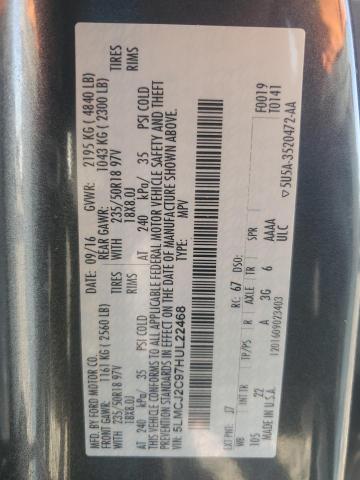 MFD. BY FORD MOTOR CO.
DATE: 09/16 GVWR: 2195 KG ( 4840 LB)
FRONT GAWR: 1161 KG ( 2560 LB) REAR GAWR: 1043 KG ( 2300 LB)
WITH 235/50R18 97V TIRES
18X8.0J RIMS
AT 240 kPa/ 35 PSI COLD
WITH 235/50R18 97V TIRES
18X8.0J RIMS
AT 240 kPa/ 35 PSI COLD
THIS VEHICLE CONFORMS TO ALL APPLICABLE FEDERAL MOTOR VEHICLE SAFETY AND
THEFT PREVENTION STANDARDS IN EFFECT ON THE DATE OF MANUFACTURE SHOWN ABOVE.
VIN: 5LMCJ2C97HUL22468
TYPE: MPV
F0019
T0141
EXT PNT: J7 RC: 67 DSO:
WB INT TR TP/PS R AXLE TR SPR
105 22 A 3G 6 AAAA
MADE IN U.S.A. ULC
1201609023403
▽5U5A-3520472-AA